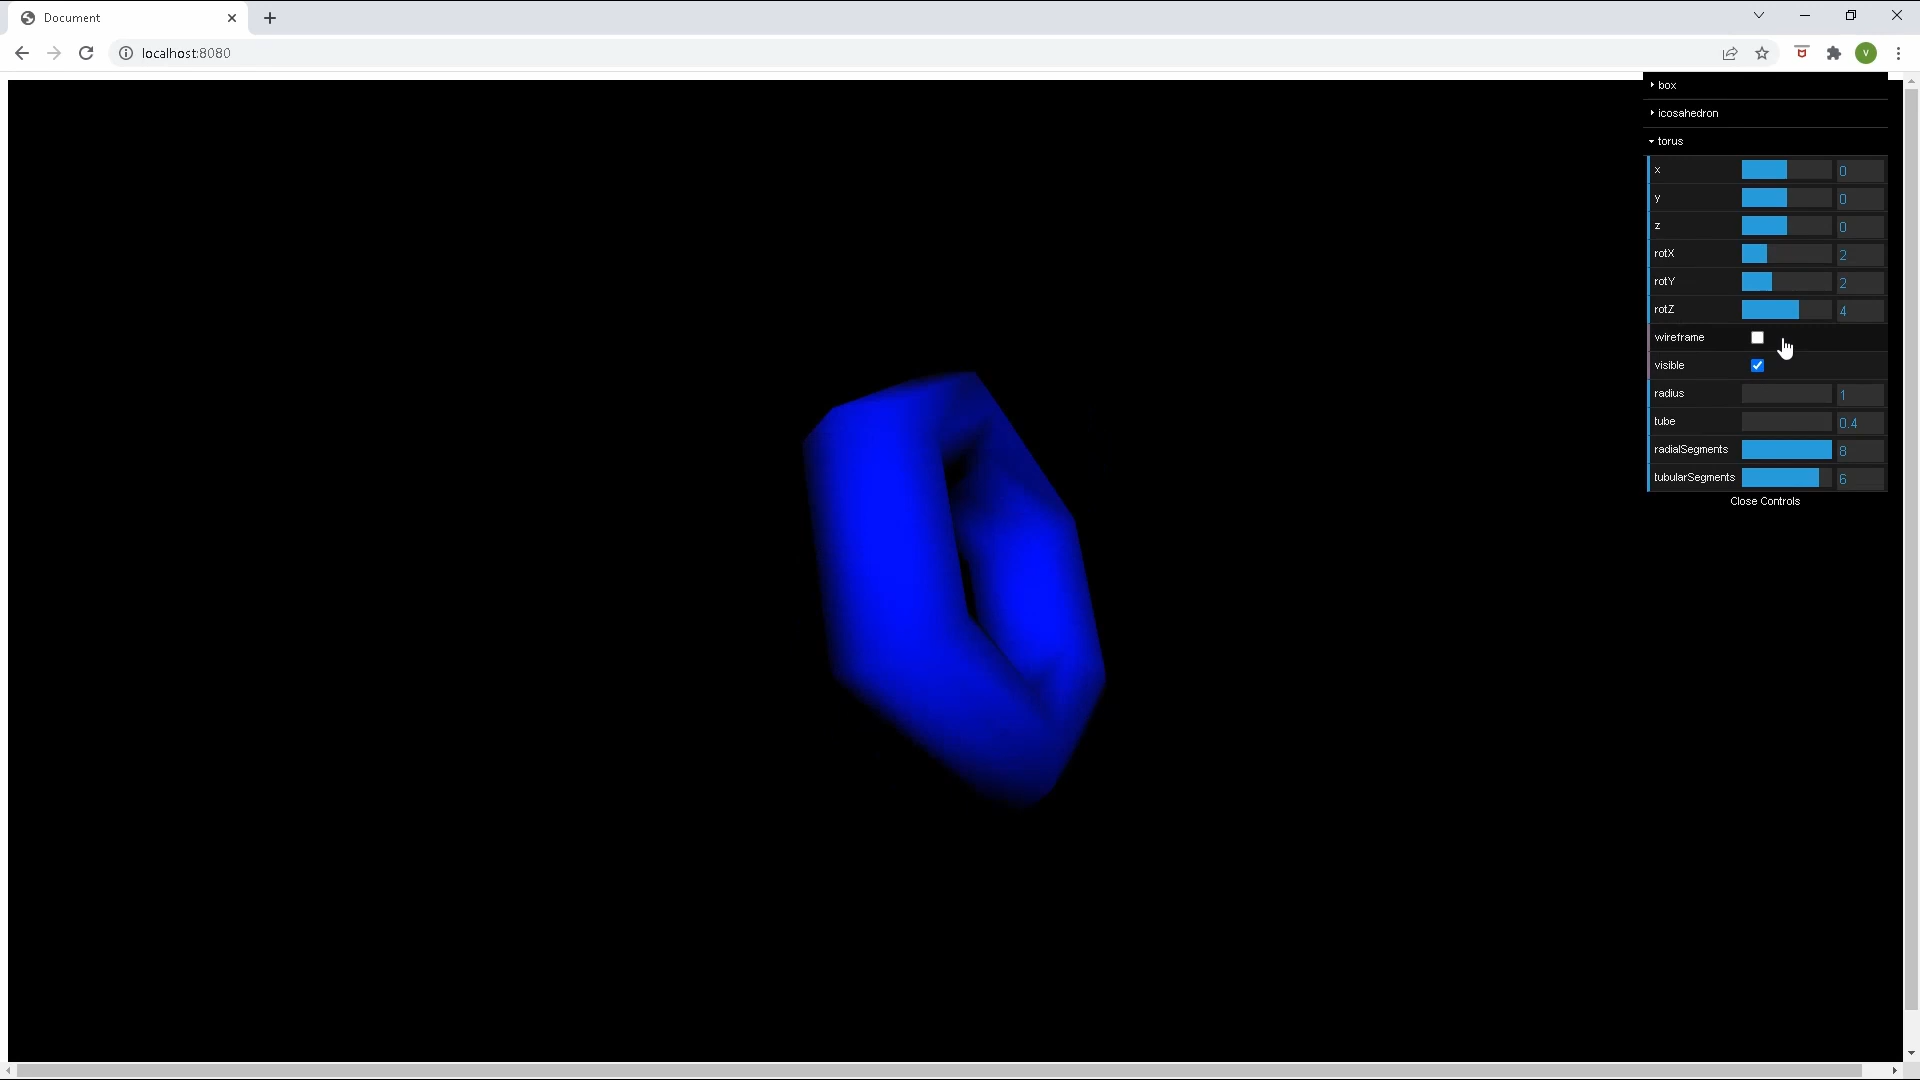 Document
localhost:8080
V
box
icosahedron
torus
x 0
y 0
z 0
rotX 2
rotY 2
rotZ 4
wireframe
visible
radius 1
tube 0.4
radialSegments 8
tubularSegments 6
Close Controls